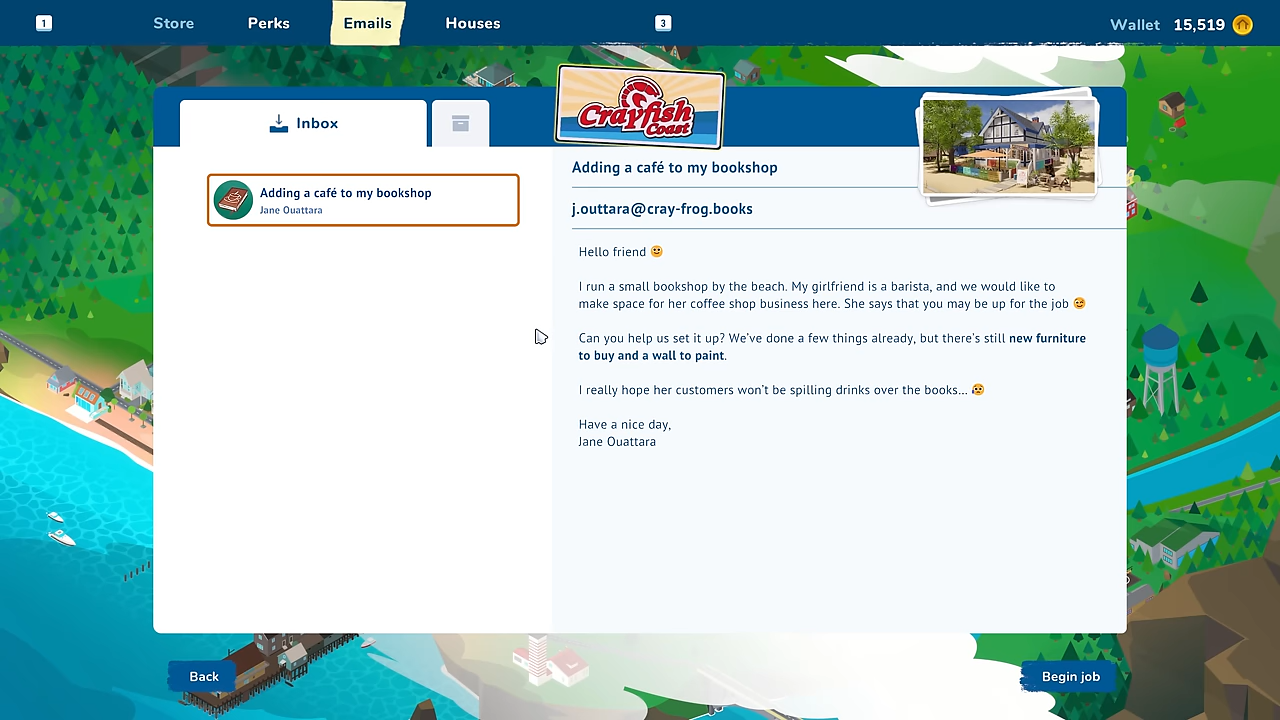 1 Store Perks Emails Houses 3 Wallet 15,519
Crayfish
Coast
Inbox
Adding a café to my bookshop
Jane Ouattara
Adding a café to my bookshop
j.outtara@cray-frog.books
Hello friend 🙂
I run a small bookshop by the beach. My girlfriend is a barista, and we would like to
make space for her coffee shop business here. She says that you may be up for the job 😄
Can you help us set it up? We've done a few things already, but there's still new furniture
to buy and a wall to paint.
I really hope her customers won't be spilling drinks over the books... 😥
Have a nice day,
Jane Ouattara
Back
Begin job